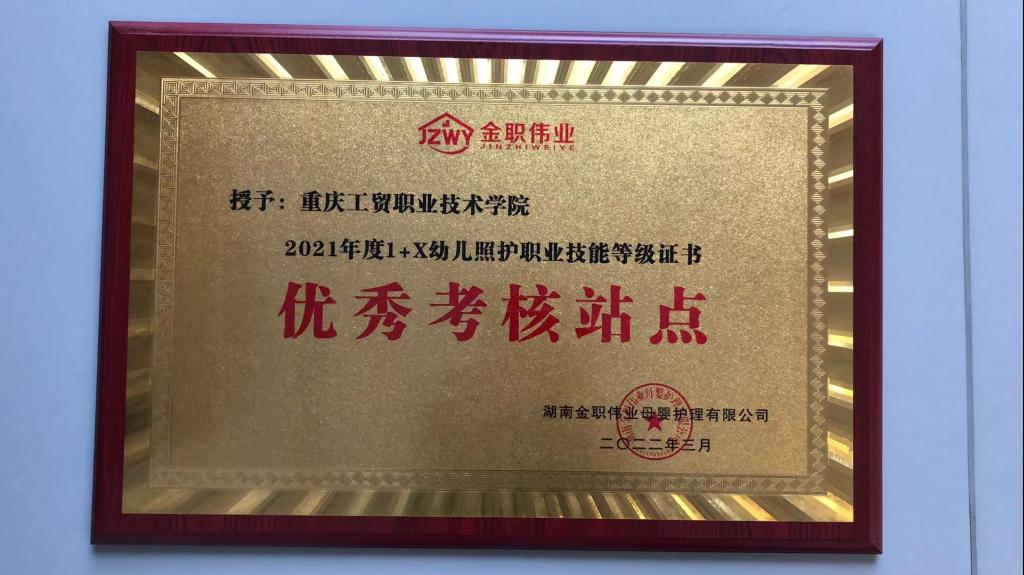 JZWY 金职伟业
JINZHIWEIYE
授予：重庆工贸职业技术学院
2021年度1+X幼儿照护职业技能等级证书
优秀考核站点
湖南金职伟业母婴护理有限公司
二〇二二年三月